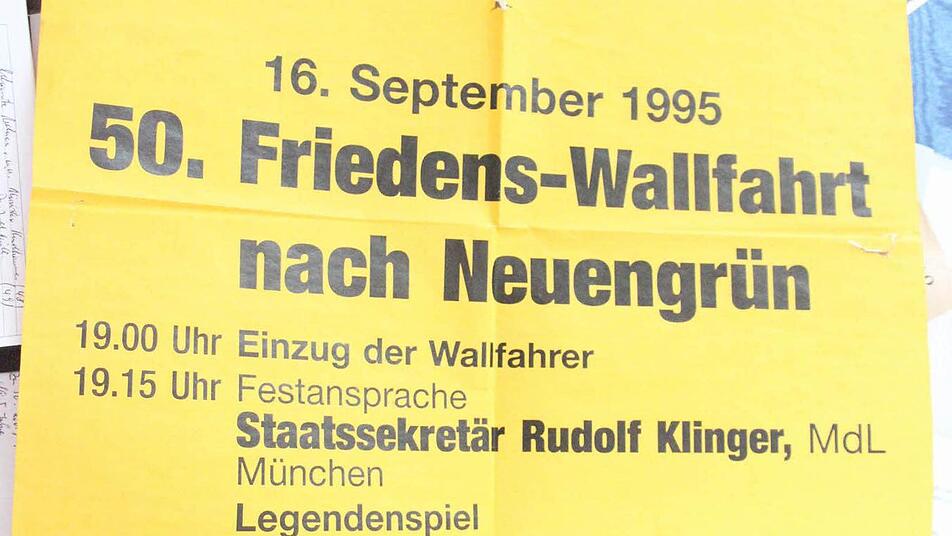 16. September 1995
50. Friedens-Wallfahrt
nach Neuengrün
19.00 Uhr Einzug der Wallfahrer
19.15 Uhr Festansprache
Staatssekretär Rudolf Klinger, MdL
München
Legendenspiel